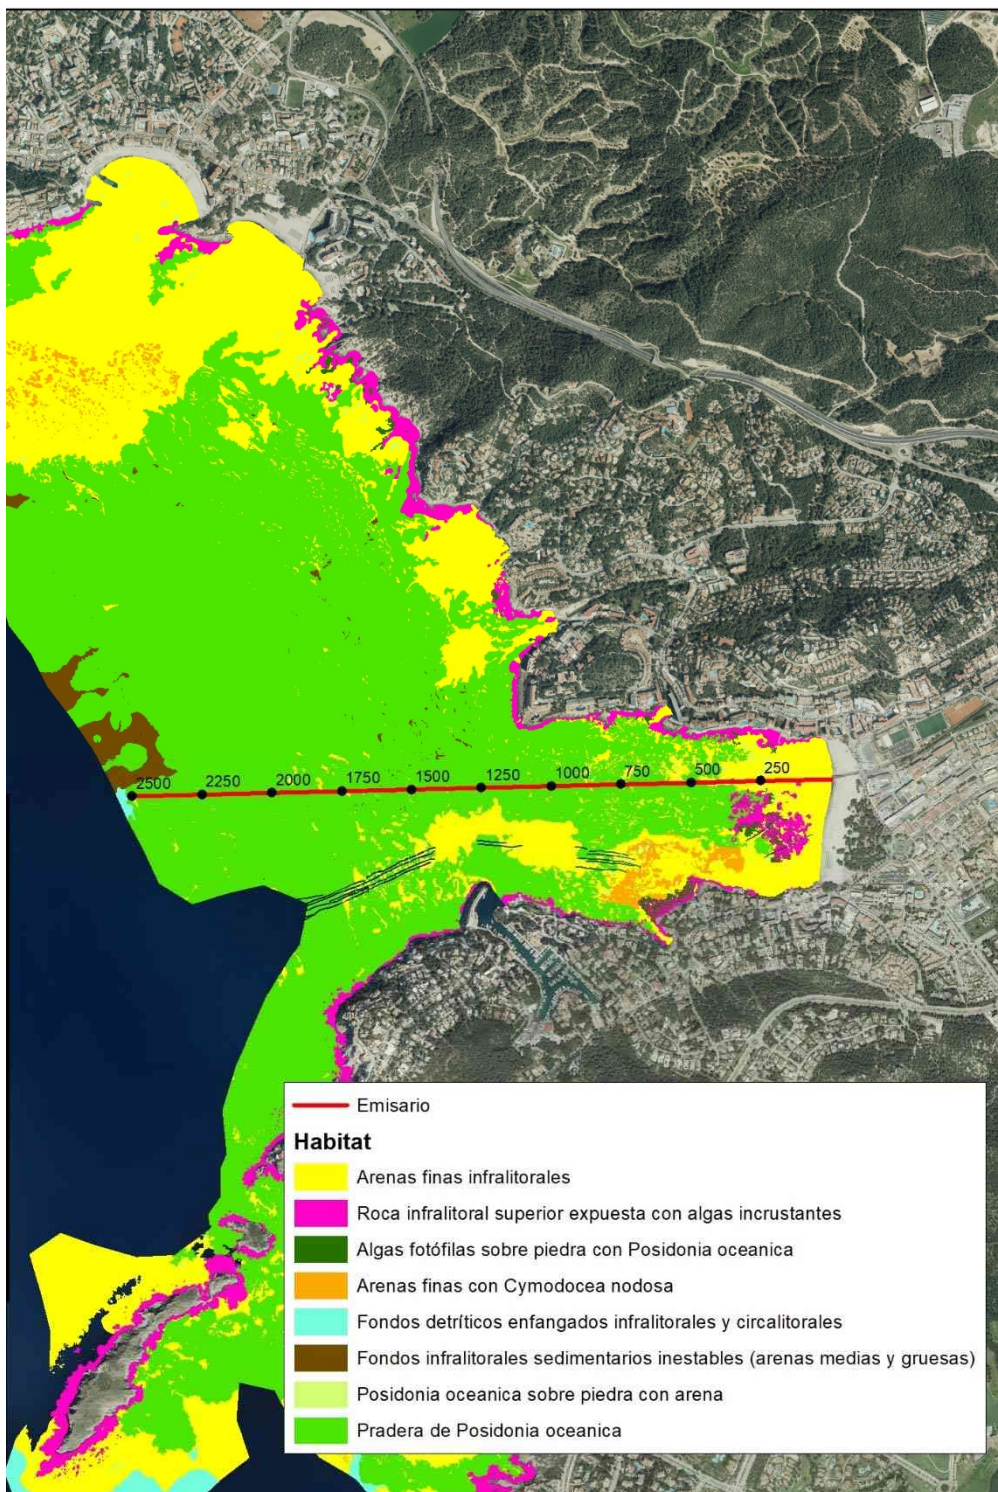 2500 2250 2000 1750 1500 1250 1000 750 500 250
Emisario
Habitat
Arenas finas infralitorales
Roca infralitoral superior expuesta con algas incrustantes
Algas fotófilas sobre piedra con Posidonia oceanica
Arenas finas con Cymodocea nodosa
Fondos detríticos enfangados infralitorales y circalitorales
Fondos infralitorales sedimentarios inestables (arenas medias y gruesas)
Posidonia oceanica sobre piedra con arena
Pradera de Posidonia oceanica